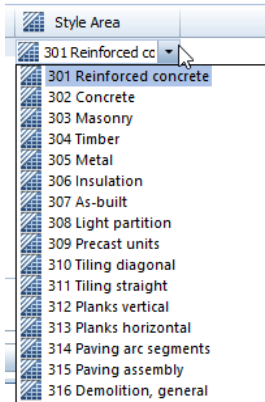 Style Area
301 Reinforced cc
301 Reinforced concrete
302 Concrete
303 Masonry
304 Timber
305 Metal
306 Insulation
307 As-built
308 Light partition
309 Precast units
310 Tiling diagonal
311 Tiling straight
312 Planks vertical
313 Planks horizontal
314 Paving arc segments
315 Paving assembly
316 Demolition, general